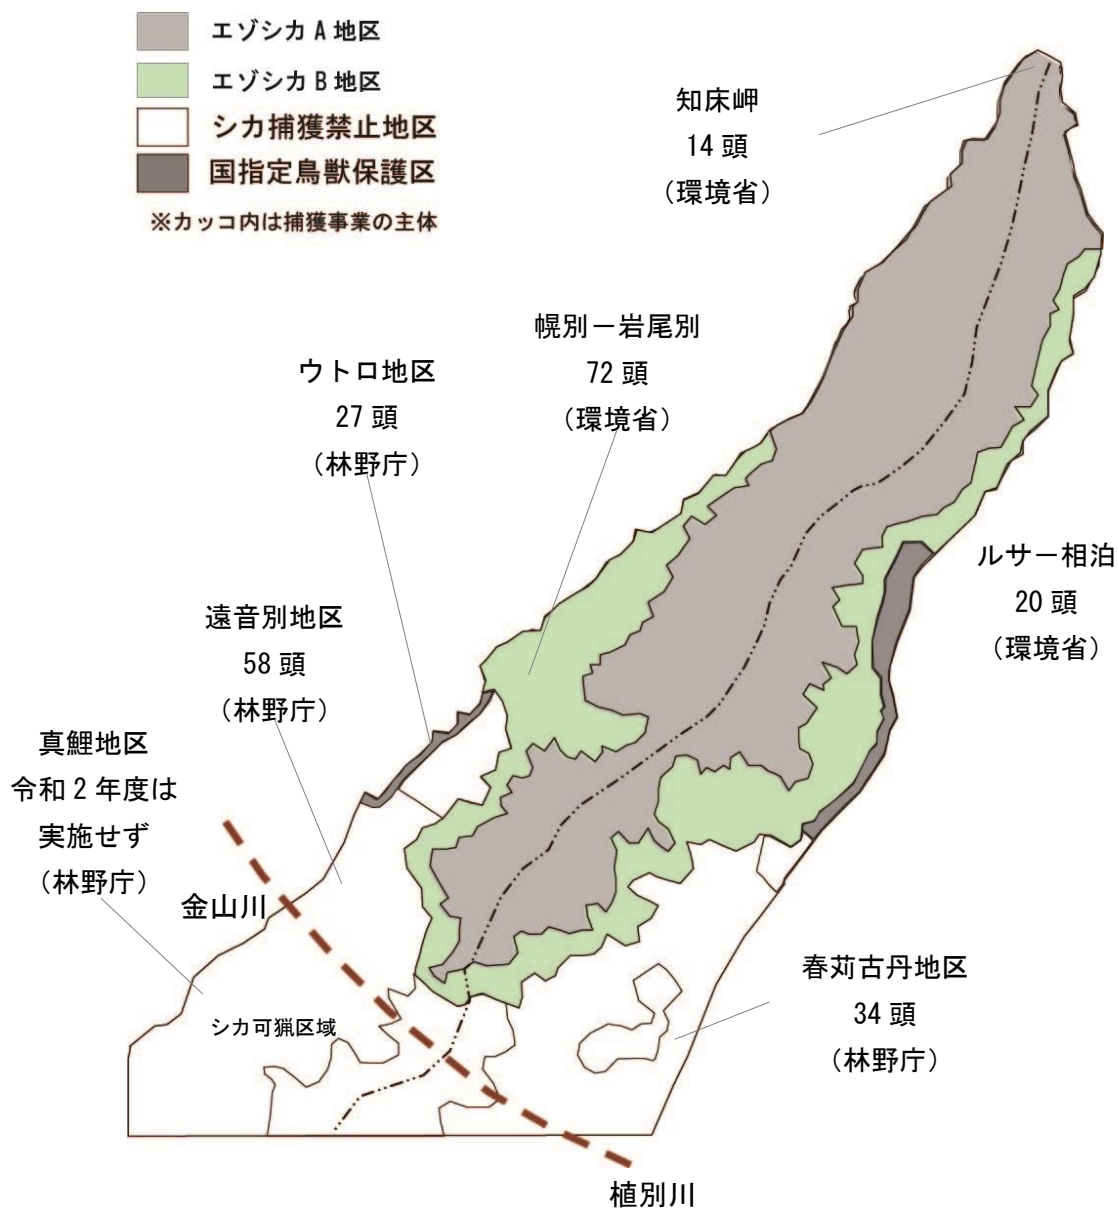 エゾシカ A 地区
エゾシカ B 地区
シカ捕獲禁止地区
国指定鳥獣保護区
※カッコ内は捕獲事業の主体
知床岬
14 頭
（環境省）
幌別－岩尾別
72 頭
（環境省）
ウトロ地区
27 頭
（林野庁）
ルサ－相泊
20 頭
（環境省）
遠音別地区
58 頭
（林野庁）
真鯉地区
令和 2 年度は
実施せず
（林野庁）
金山川
春苅古丹地区
34 頭
（林野庁）
シカ可猟区域
植別川